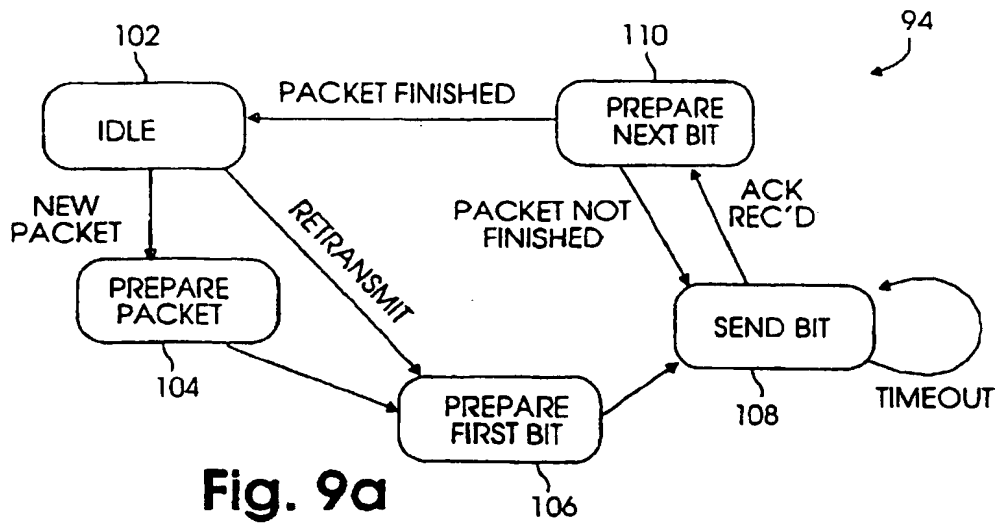 102
110
94
IDLE
PACKET FINISHED
PREPARE
NEXT BIT
NEW
PACKET
RETRANSMIT
PACKET NOT
FINISHED
ACK
REC'D
PREPARE
PACKET
104
SEND BIT
108
TIMEOUT
PREPARE
FIRST BIT
106
Fig. 9a